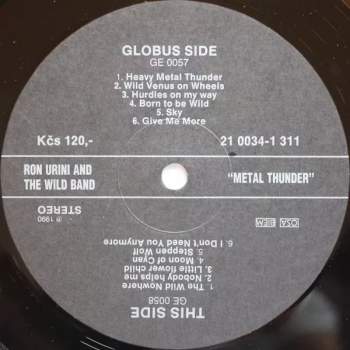 GLOBUS SIDE
GE 0057
1. Heavy Metal Thunder
2. Wild Venus on Wheels
3. Hurdles on my way
4. Born to be Wild
5. Sky
6. Give Me More
Kčs 120,-
21 0034-1 311
RON URINI AND
THE WILD BAND
"METAL THUNDER"
STEREO
℗ 1990
OSA BIEM
THIS SIDE
GE 0058
1. The Wild Nowhere
2. Nobody helps me
3. Little flower child
4. Moan of Cyan
5. Steppen Wolf
6. I Don't Need You Anymore